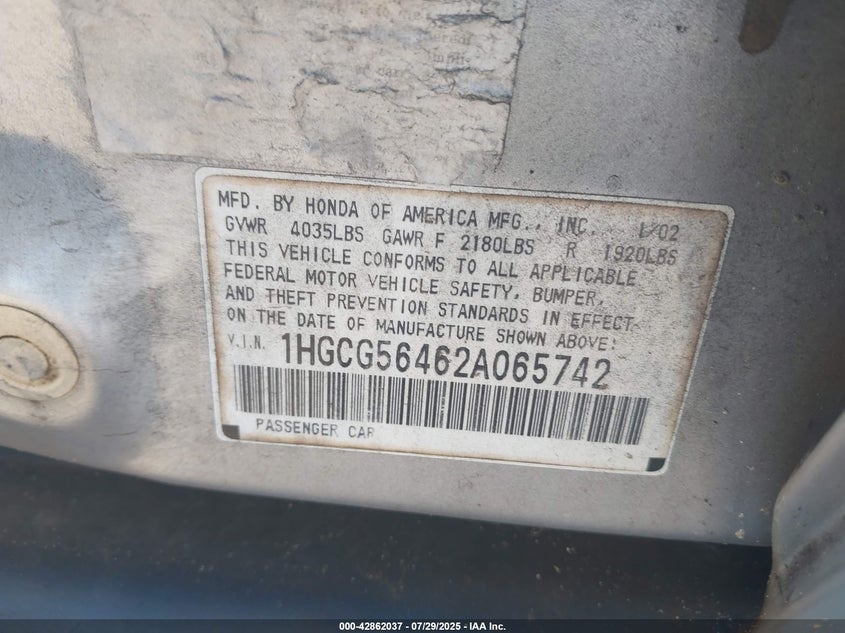 MFD. BY HONDA OF AMERICA MFG., INC. 1/02
GVWR 4035LBS GAWR F 2180LBS R 1920LBS
THIS VEHICLE CONFORMS TO ALL APPLICABLE
FEDERAL MOTOR VEHICLE SAFETY, BUMPER,
AND THEFT PREVENTION STANDARDS IN EFFECT
ON THE DATE OF MANUFACTURE SHOWN ABOVE:
V.I.N. 1HGCG56462A065742
PASSENGER CAR
000-42862037 - 07/29/2025 - IAA Inc.